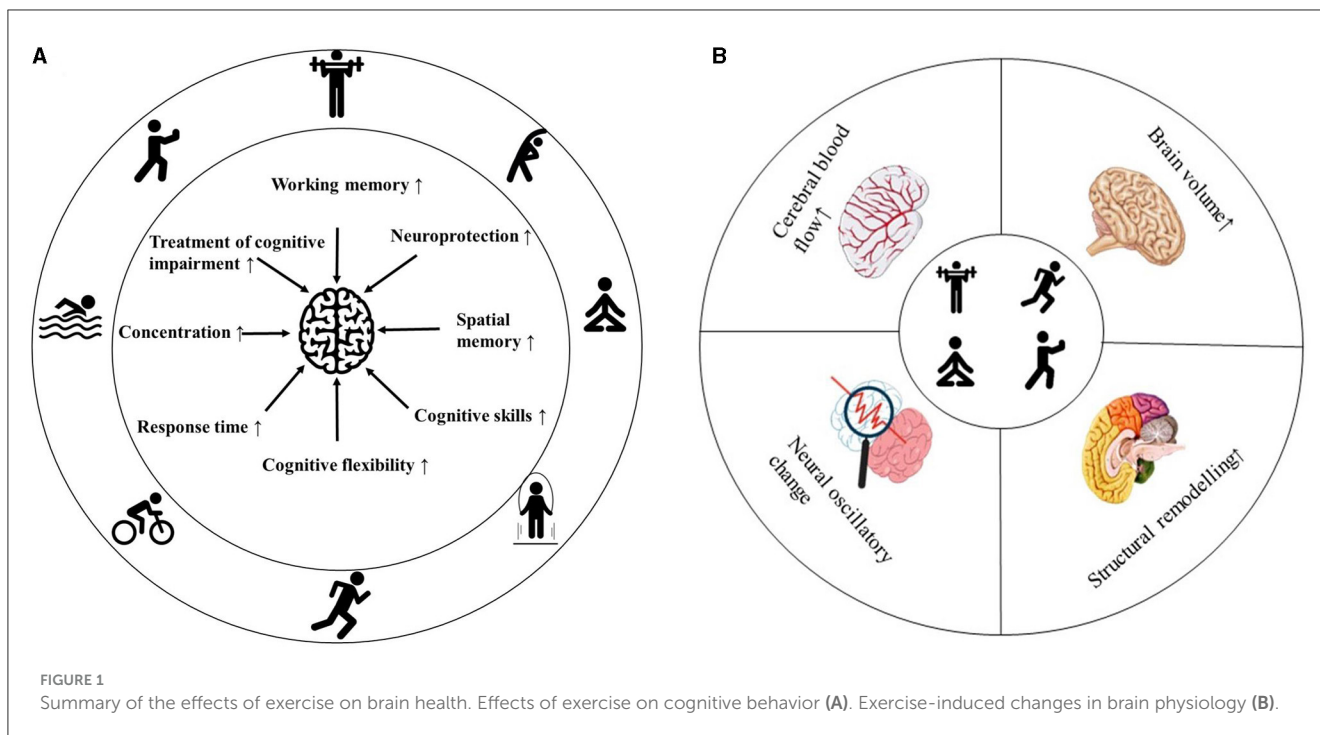 A
Working memory ↑
Treatment of cognitive
impairment ↑
Neuroprotection ↑
Concentration ↑
Spatial
memory ↑
Response time ↑
Cognitive skills ↑
Cognitive flexibility ↑
B
Cerebral blood
flow↑
Brain volume↑
Neural oscillatory
change
Structural remodelling↑
FIGURE 1
Summary of the effects of exercise on brain health. Effects of exercise on cognitive behavior (A). Exercise-induced changes in brain physiology (B).